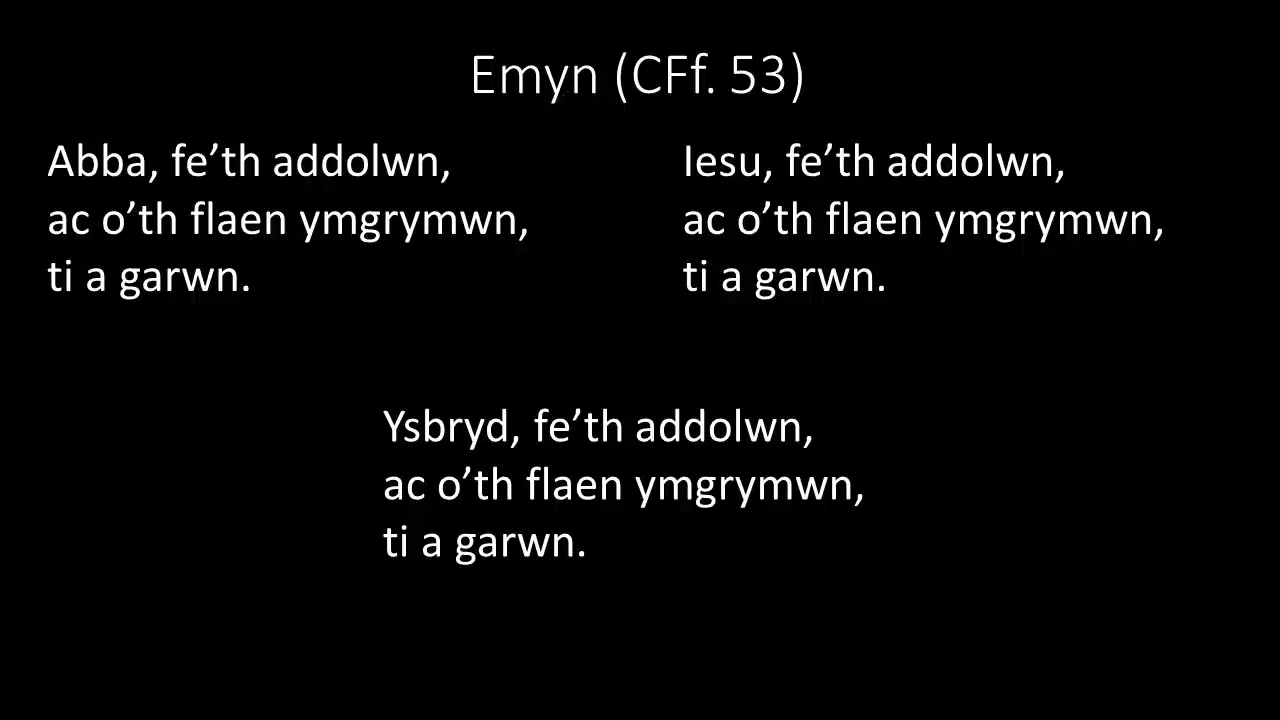 Emyn (CFf. 53)
Abba, fe’th addolwn,
ac o’th flaen ymgrymwn,
ti a garwn.
Iesu, fe’th addolwn,
ac o’th flaen ymgrymwn,
ti a garwn.
Ysbryd, fe’th addolwn,
ac o’th flaen ymgrymwn,
ti a garwn.